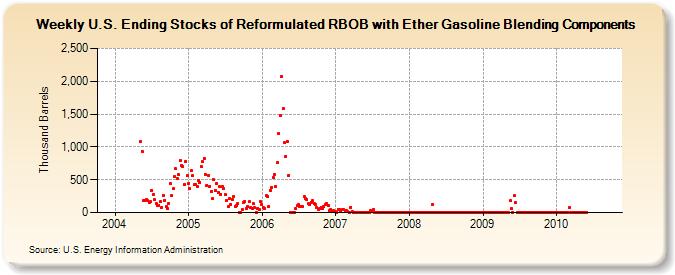 Weekly U.S. Ending Stocks of Reformulated RBOB with Ether Gasoline Blending Components
Thousand Barrels
2,500
2,000
1,500
1,000
500
0
2004 2005 2006 2007 2008 2009 2010
Source: U.S. Energy Information Administration